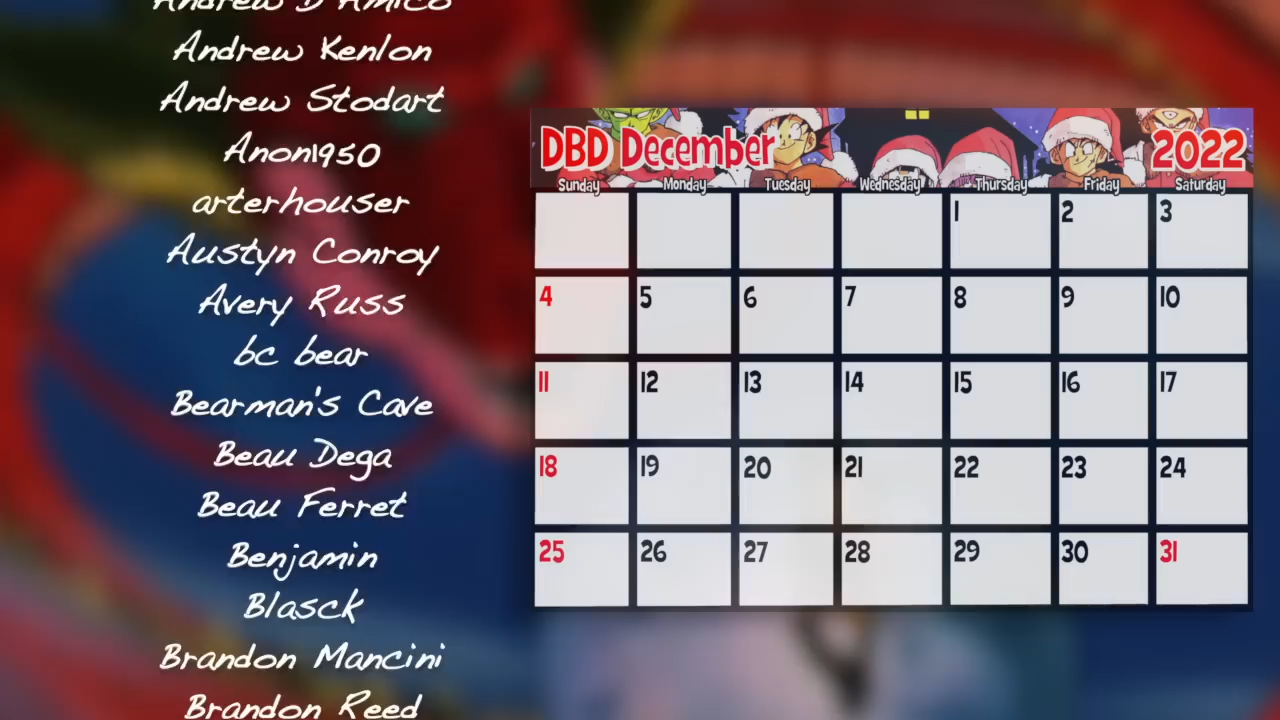 Andrew D'Amico
Andrew Kenlon
Andrew Stodart
Anon1950
arterhouser
Austyn Conroy
Avery Russ
bc bear
Bearman's Cave
Beau Dega
Beau Ferret
Benjamin
Blasck
Brandon Mancini
Brandon Reed
DBD December 2022
Sunday Monday Tuesday Wednesday Thursday Friday Saturday
1 2 3
4 5 6 7 8 9 10
11 12 13 14 15 16 17
18 19 20 21 22 23 24
25 26 27 28 29 30 31